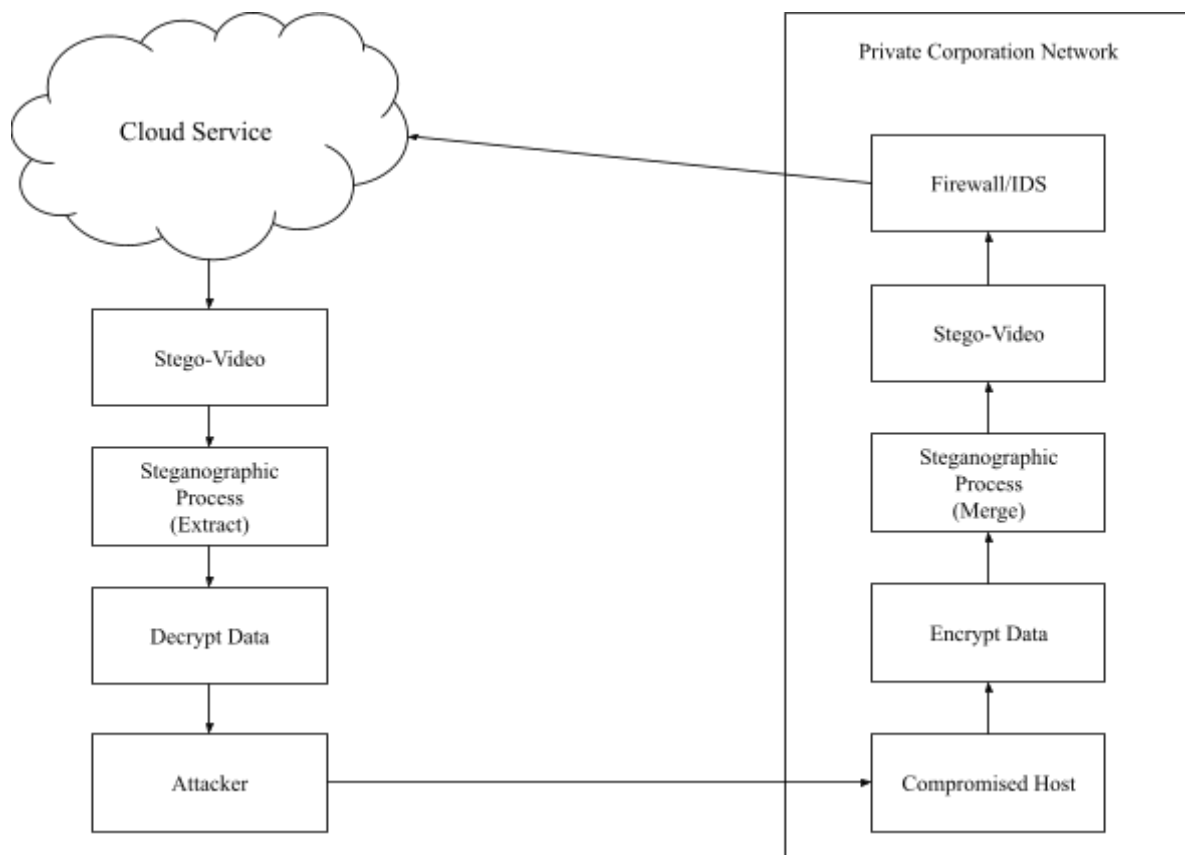 Private Corporation Network
Cloud Service
Firewall/IDS
Stego-Video
Stego-Video
Steganographic
Process
(Extract)
Steganographic
Process
(Merge)
Decrypt Data
Encrypt Data
Attacker
Compromised Host